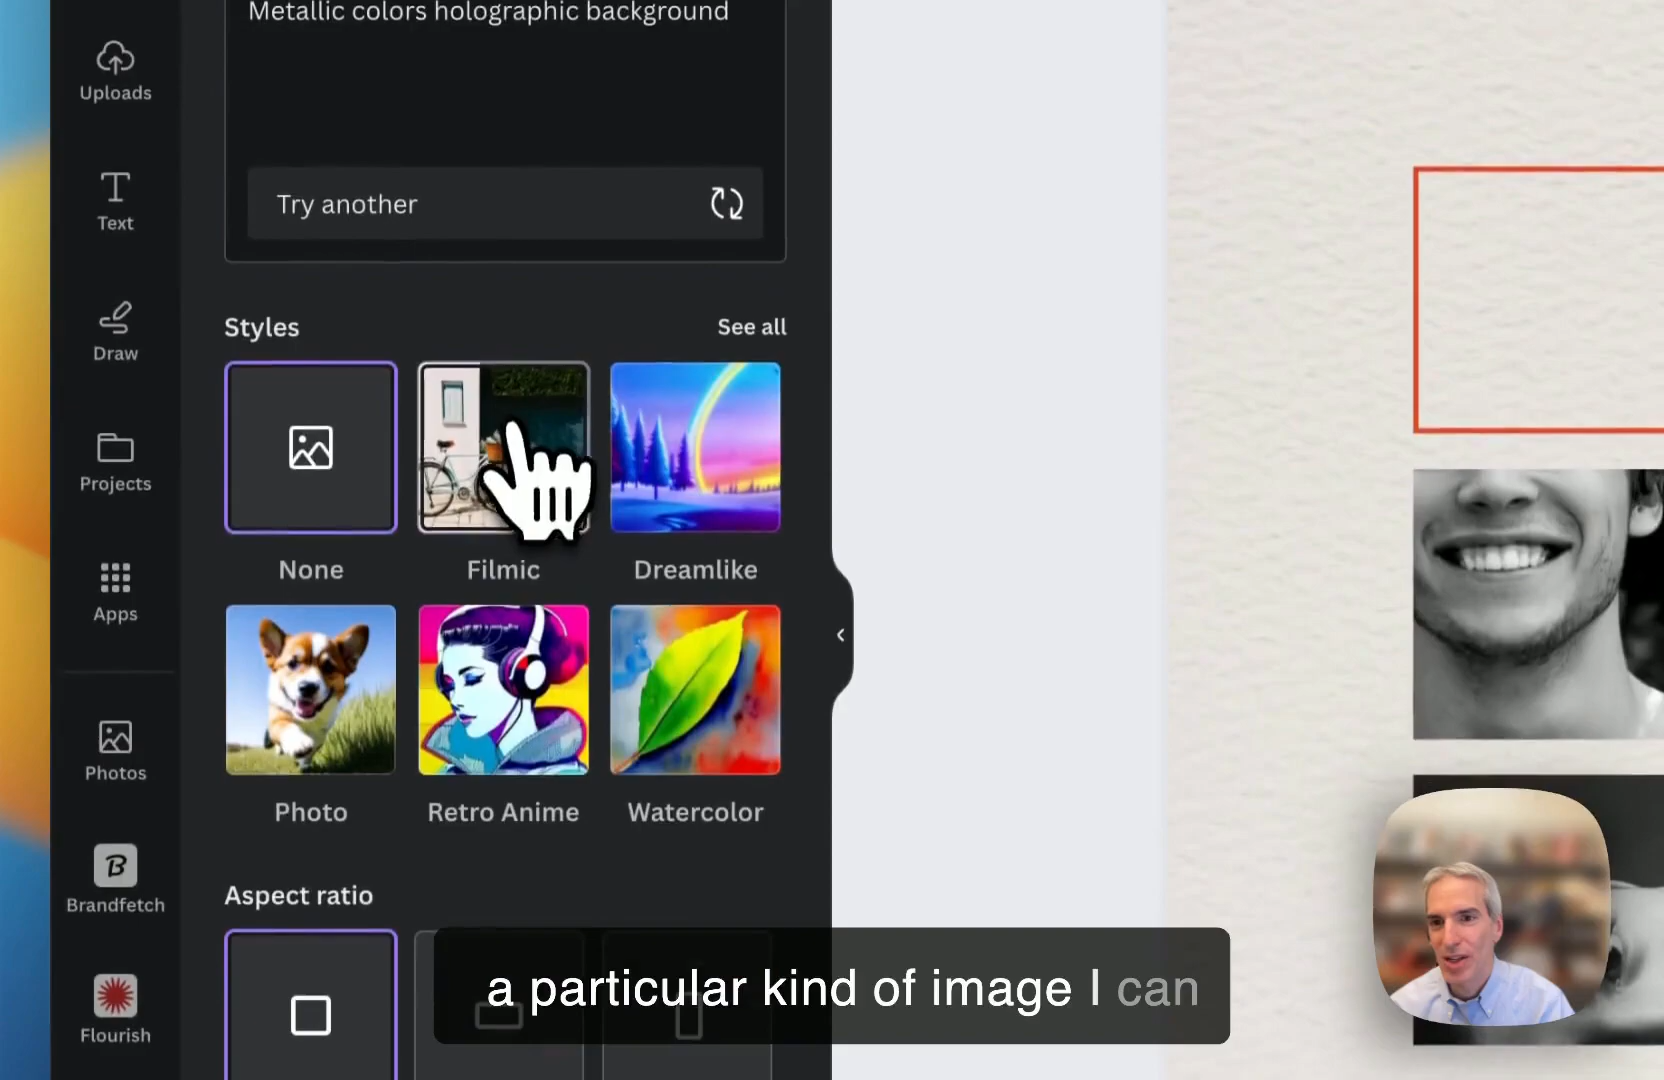 Metallic colors holographic background
Uploads
Try another
Text
Styles
See all
Draw
Projects
None
Filmic
Dreamlike
Apps
Photos
Photo
Retro Anime
Watercolor
B
Brandfetch
Aspect ratio
a particular kind of image I can
Flourish